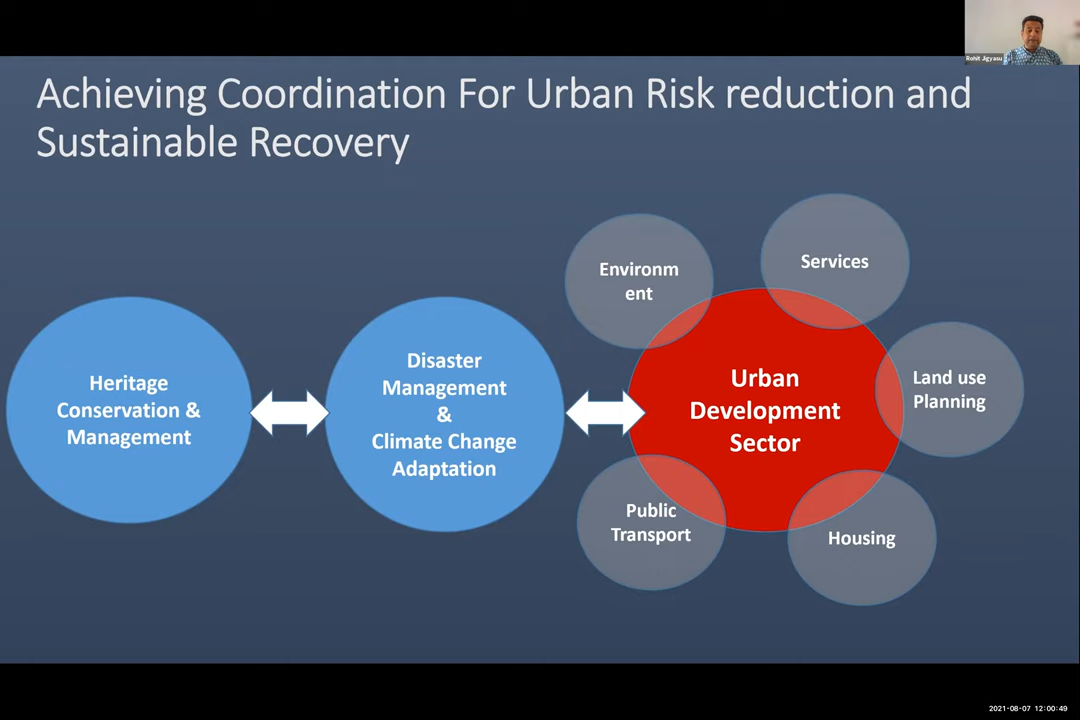 Rohit Jigyasu
Achieving Coordination For Urban Risk reduction and
Sustainable Recovery
Environm
ent
Services
Heritage
Conservation &
Management
Disaster
Management
&
Climate Change
Adaptation
Urban
Development
Sector
Land use
Planning
Public
Transport
Housing
2021-08-07 12:00:49